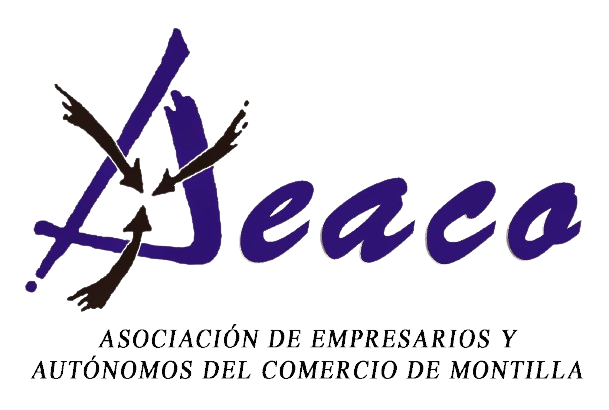 Aeaco
ASOCIACIÓN DE EMPRESARIOS Y
AUTÓNOMOS DEL COMERCIO DE MONTILLA